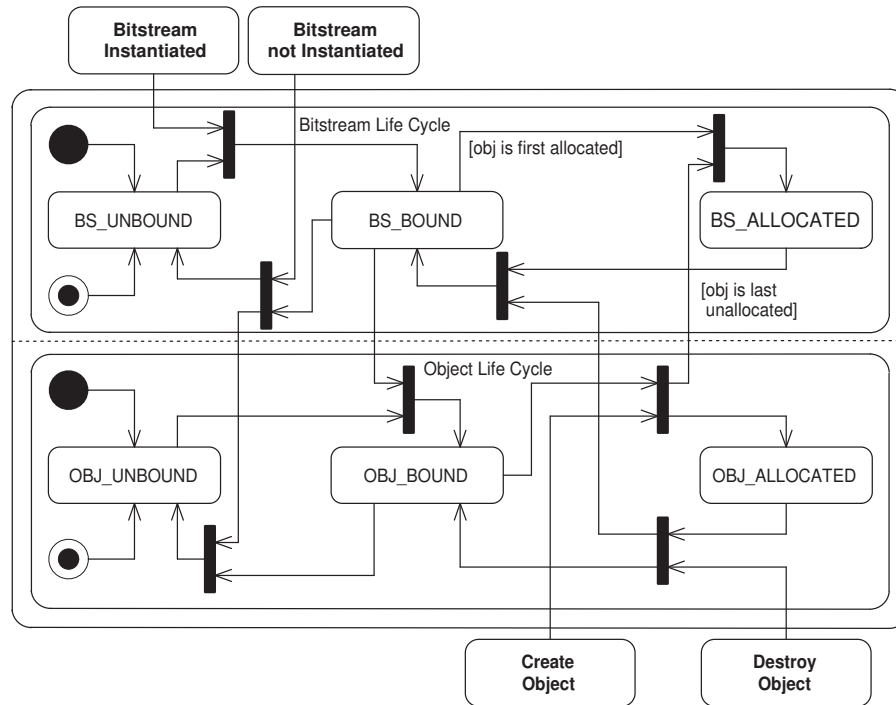 Bitstream
Instantiated
Bitstream
not Instantiated
Bitstream Life Cycle
[obj is first allocated]
BS_UNBOUND
BS_BOUND
BS_ALLOCATED
[obj is last
unallocated]
Object Life Cycle
OBJ_UNBOUND
OBJ_BOUND
OBJ_ALLOCATED
Create
Object
Destroy
Object